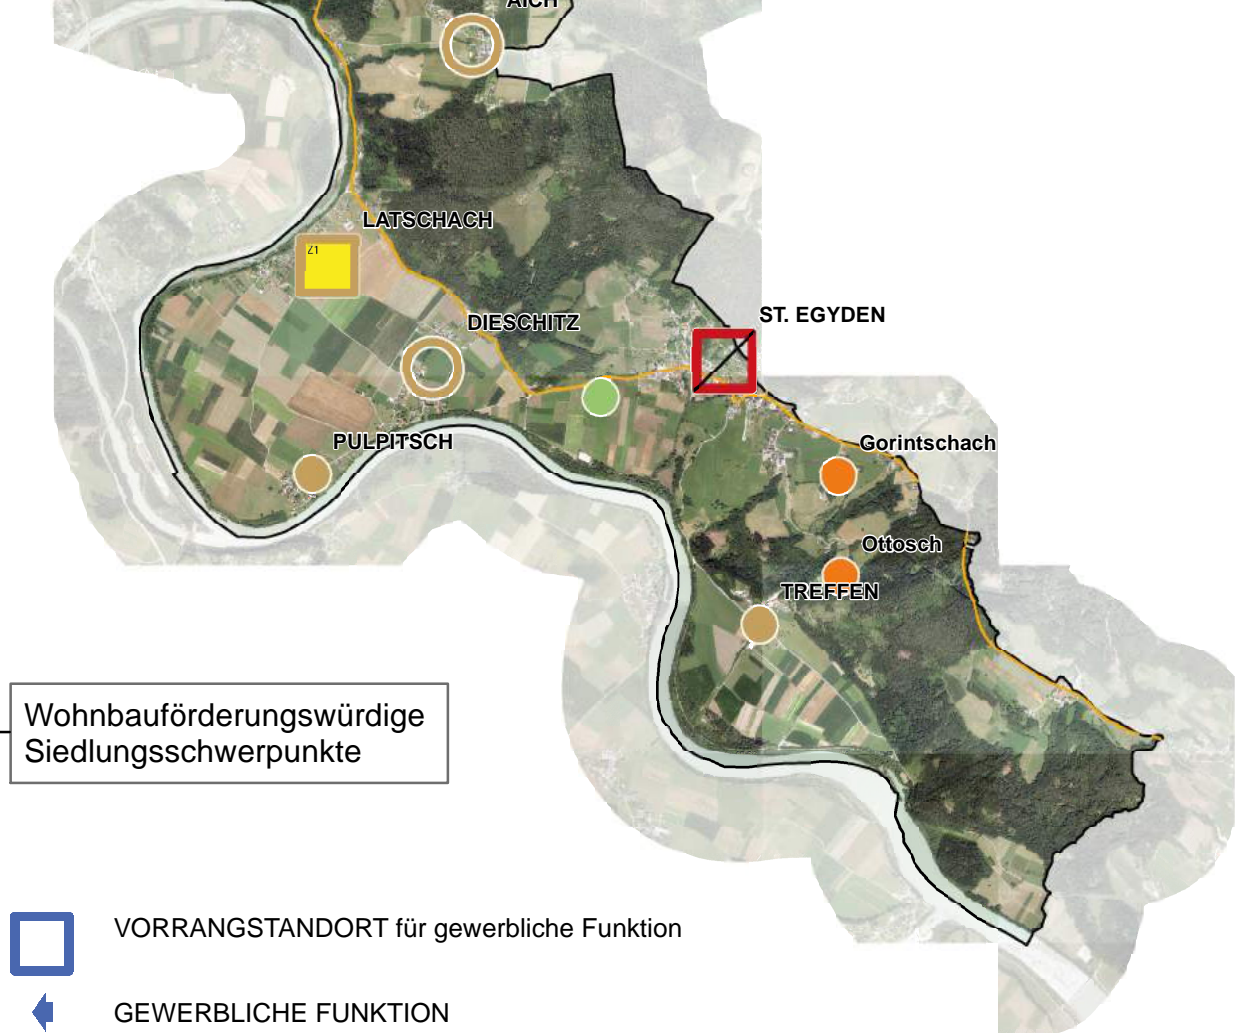 AICH
LATSCHACH
Z1
DIESCHITZ
ST. EGYDEN
PULPITSCH
Gorintschach
Ottosch
TREFFEN
Wohnbauförderungswürdige
Siedlungsschwerpunkte
VORRANGSTANDORT für gewerbliche Funktion
GEWERBLICHE FUNKTION